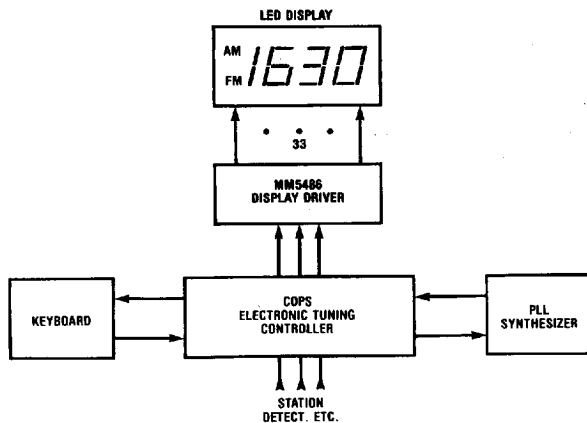 LED DISPLAY
AM
1630
FM
33
MM5486
DISPLAY DRIVER
COPS
ELECTRONIC TUNING
CONTROLLER
KEYBOARD
PLL
SYNTHESIZER
STATION
DETECT. ETC.